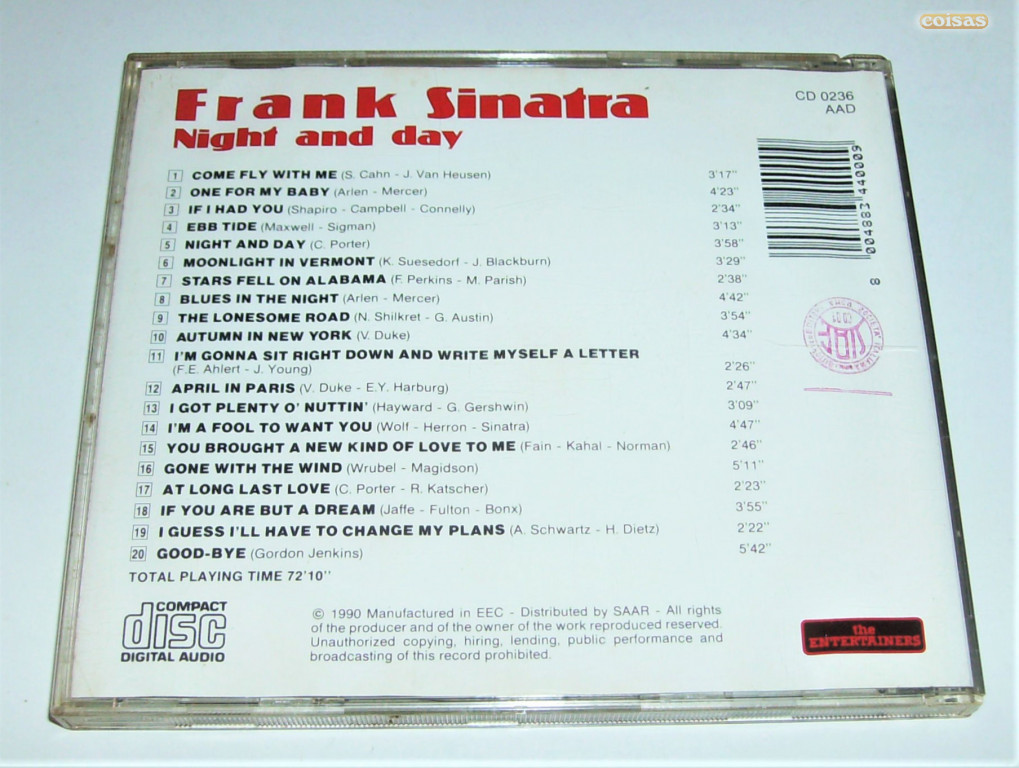 coisas
Frank Sinatra
Night and day
CD 0236
AAD
1 COME FLY WITH ME (S. Cahn - J. Van Heusen) 3'17"
2 ONE FOR MY BABY (Arlen - Mercer) 4'23"
3 IF I HAD YOU (Shapiro - Campbell - Connelly) 2'34"
4 EBB TIDE (Maxwell - Sigman) 3'13"
5 NIGHT AND DAY (C. Porter) 3'58"
6 MOONLIGHT IN VERMONT (K. Suesedorf - J. Blackburn) 3'29"
7 STARS FELL ON ALABAMA (F. Perkins - M. Parish) 2'38"
8 BLUES IN THE NIGHT (Arlen - Mercer) 4'42"
9 THE LONESOME ROAD (N. Shilkret - G. Austin) 3'54"
10 AUTUMN IN NEW YORK (V. Duke) 4'34"
11 I'M GONNA SIT RIGHT DOWN AND WRITE MYSELF A LETTER
(F.E. Ahlert - J. Young) 2'26"
12 APRIL IN PARIS (V. Duke - E.Y. Harburg) 2'47"
13 I GOT PLENTY O' NUTTIN' (Hayward - G. Gershwin) 3'09"
14 I'M A FOOL TO WANT YOU (Wolf - Herron - Sinatra) 4'47"
15 YOU BROUGHT A NEW KIND OF LOVE TO ME (Fain - Kahal - Norman) 2'46"
16 GONE WITH THE WIND (Wrubel - Magidson) 5'11"
17 AT LONG LAST LOVE (C. Porter - R. Katscher) 2'23"
18 IF YOU ARE BUT A DREAM (Jaffe - Fulton - Bonx) 3'55"
19 I GUESS I'LL HAVE TO CHANGE MY PLANS (A. Schwartz - H. Dietz) 2'22"
20 GOOD-BYE (Gordon Jenkins) 5'42"
TOTAL PLAYING TIME 72'10"
004883 440009
8
COMPACT
disc
DIGITAL AUDIO
© 1990 Manufactured in EEC - Distributed by SAAR - All rights
of the producer and of the owner of the work reproduced reserved.
Unauthorized copying, hiring, lending, public performance and
broadcasting of this record prohibited.
the
ENTERTAINERS